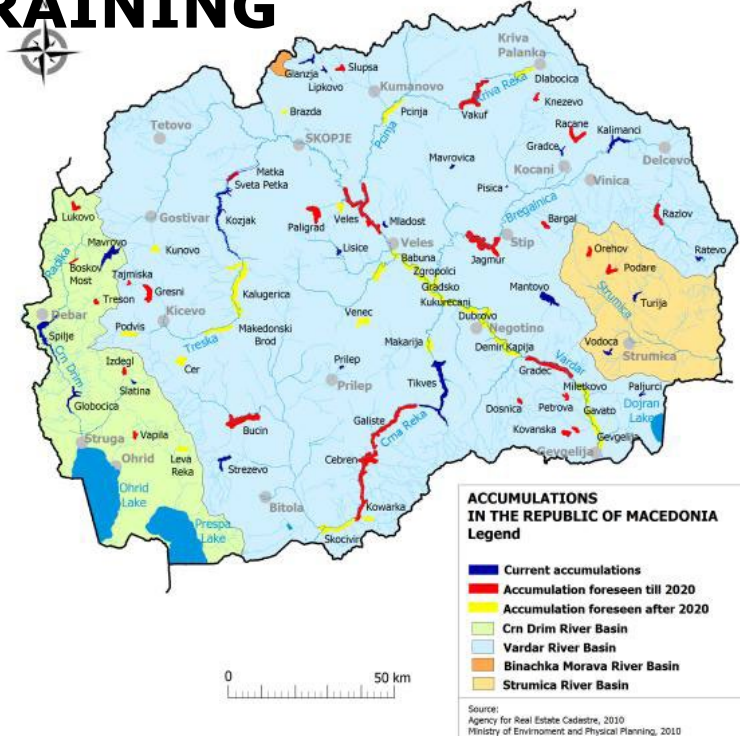 RAINING
Kriva
Palanka
Glanzja
Slupsa
Lipkovo
Dlabocica
Kumanovo
Kriva Reka
Knezevo
Brazda
Pcinja
Vakuf
Racane
Kalimanci
Tetovo
Pcinja
SKOPJE
Gradce
Delcevo
Mavrovica
Kocani
Matka
Sveta Petka
Pisica
Vinica
Lukovo
Gostivar
Kozjak
Paligrad
Veles
Mladost
Bregalnica
Bargal
Razlov
Mavrovo
Kunovo
Lisice
Veles
Stip
Orehov
Ratevo
Radika
Boskov
Most
Tajmiska
Babuna
Jagmur
Podare
Treson
Gresni
Kalugerica
Zgropolci
Gradsko
Mantovo
Strumica
Turija
Debar
Kicevo
Kukurecani
Venec
Dubrovo
Spilje
Podvis
Makedonski
Brod
Negotino
Treska
Makarija
Demir Kapija
Vodoca
Strumica
Crn Drim
Izdegl
Cer
Prilep
Vardar
Slatina
Prilep
Tikves
Gradec
Miletkovo
Paljurci
Globocica
Dosnica
Petrova
Gavato
Dojran
Lake
Galiste
Crna Reka
Bucin
Kovanska
Gevgelija
Struga
Vapila
Gevgelija
Ohrid
Leva
Reka
Strezevo
Cebren
Ohrid
Lake
Bitola
Kowarka
Prespa
Lake
Skocivir
ACCUMULATIONS
IN THE REPUBLIC OF MACEDONIA
Legend
Current accumulations
Accumulation foreseen till 2020
Accumulation foreseen after 2020
Crn Drim River Basin
Vardar River Basin
Binachka Morava River Basin
Strumica River Basin
0 50 km
Source:
Agency for Real Estate Cadastre, 2010
Ministry of Envirnoment and Physical Planning, 2010